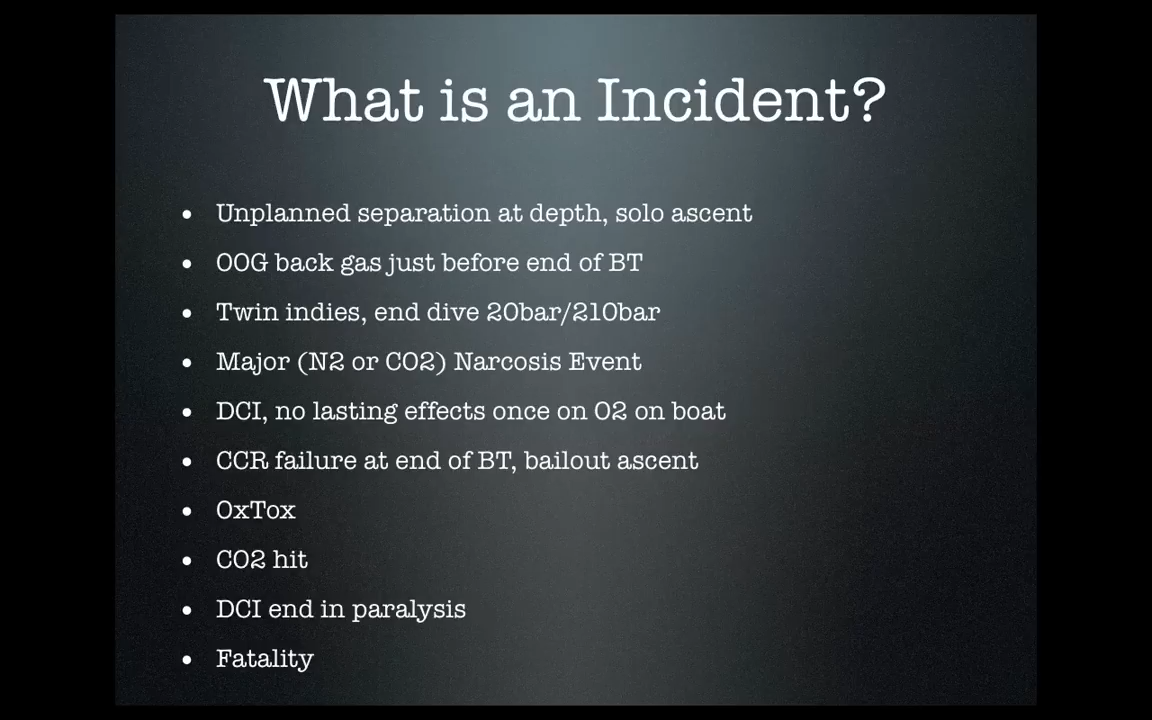 What is an Incident?
• Unplanned separation at depth, solo ascent
• OOG back gas just before end of BT
• Twin indies, end dive 20bar/210bar
• Major (N2 or CO2) Narcosis Event
• DCI, no lasting effects once on O2 on boat
• CCR failure at end of BT, bailout ascent
• OxTox
• CO2 hit
• DCI end in paralysis
• Fatality